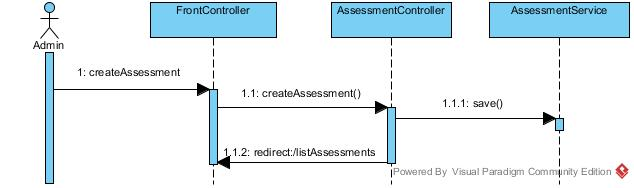 FrontController
AssessmentController
AssessmentService
Admin
1: createAssessment
1.1: createAssessment()
1.1.1: save()
1.1.2: redirect:/listAssessments
Powered By Visual Paradigm Community Edition